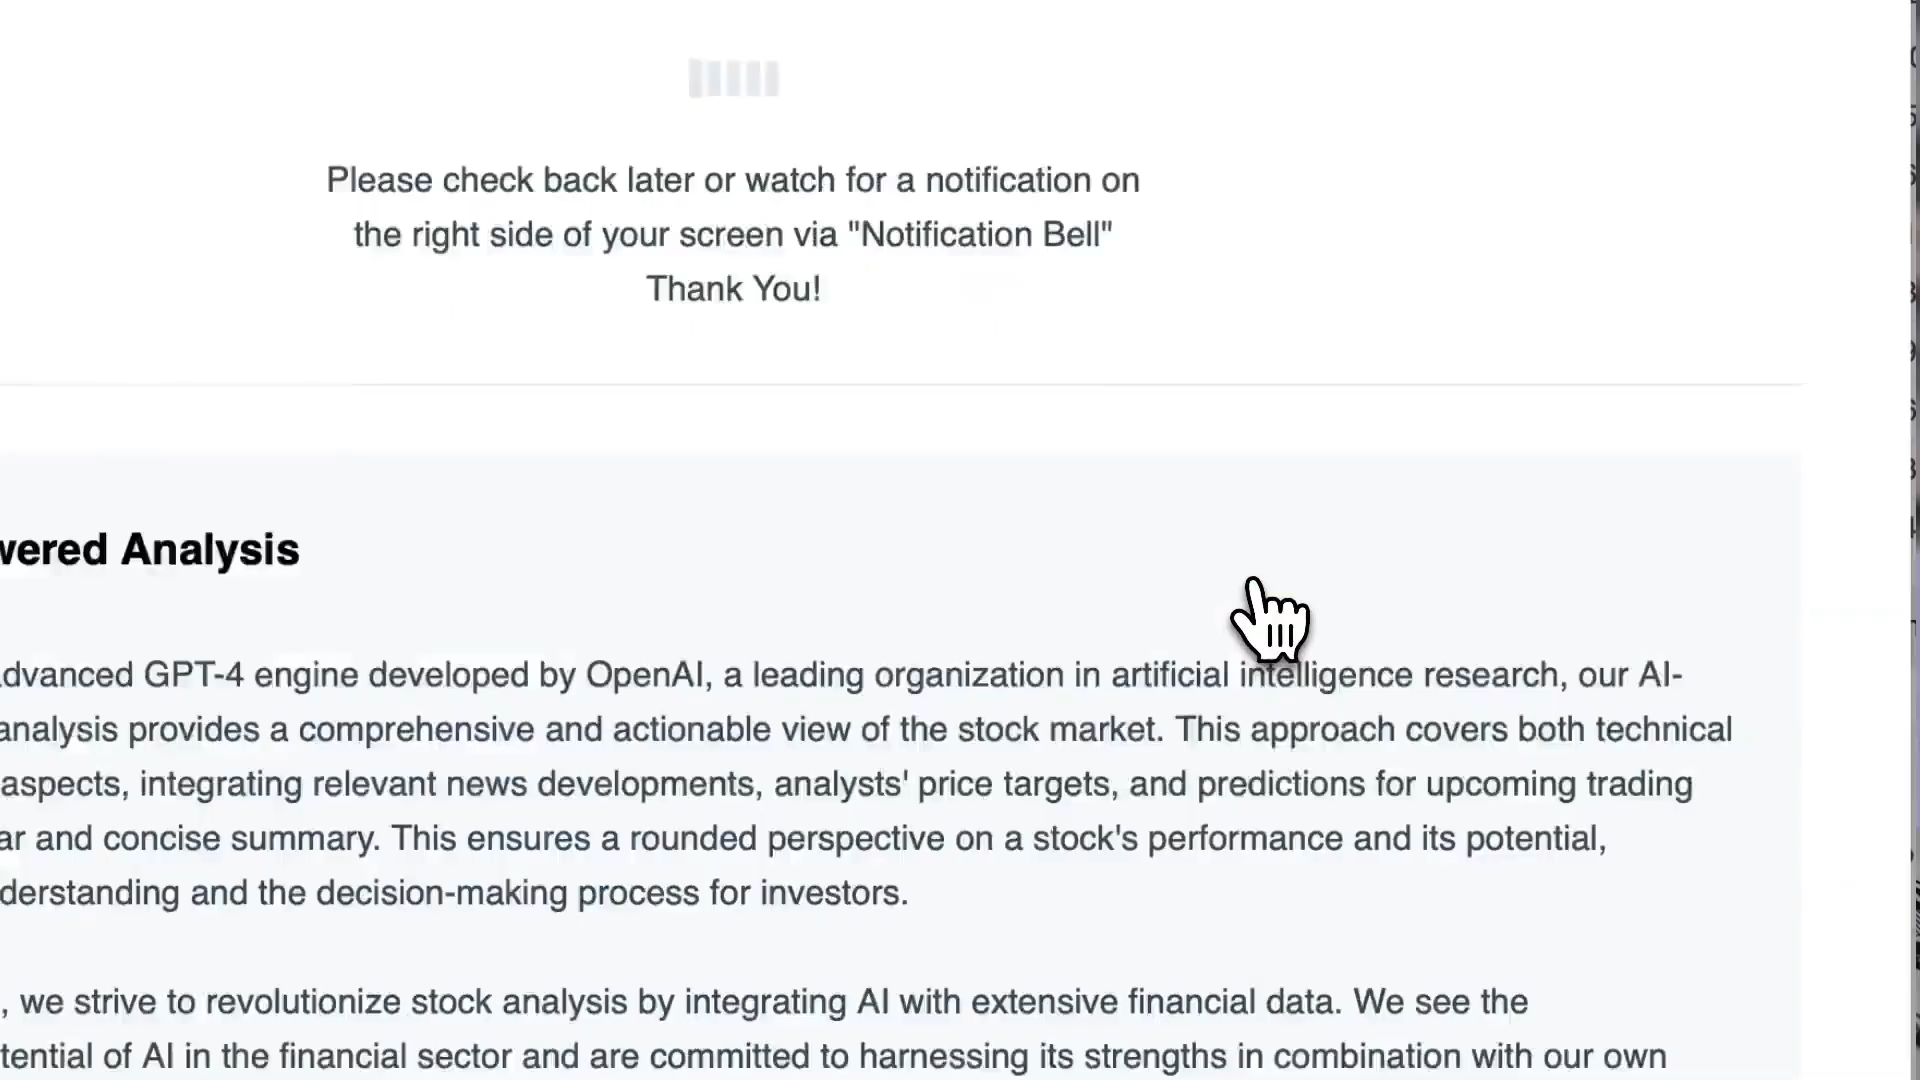 Please check back later or watch for a notification on
the right side of your screen via "Notification Bell"
Thank You!
wered Analysis
dvanced GPT-4 engine developed by OpenAI, a leading organization in artificial intelligence research, our AI-
analysis provides a comprehensive and actionable view of the stock market. This approach covers both technical
aspects, integrating relevant news developments, analysts' price targets, and predictions for upcoming trading
ar and concise summary. This ensures a rounded perspective on a stock's performance and its potential,
derstanding and the decision-making process for investors.
, we strive to revolutionize stock analysis by integrating AI with extensive financial data. We see the
tential of AI in the financial sector and are committed to harnessing its strengths in combination with our own